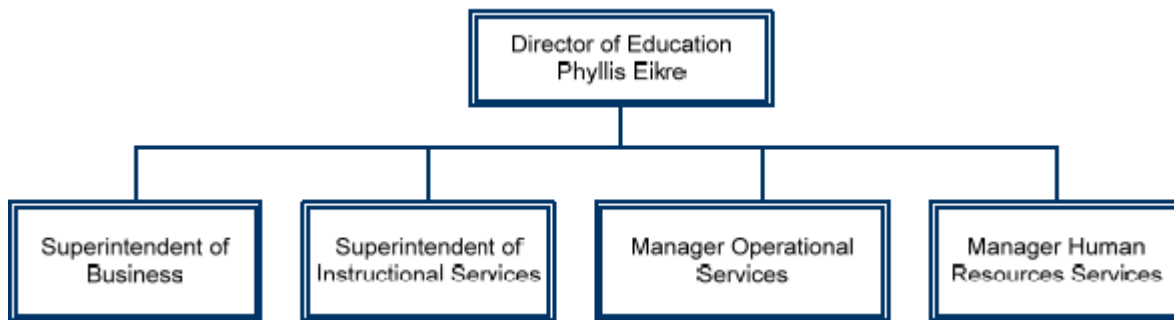 Director of Education
Phyllis Eikre
Superintendent of
Business
Superintendent of
Instructional Services
Manager Operational
Services
Manager Human
Resources Services